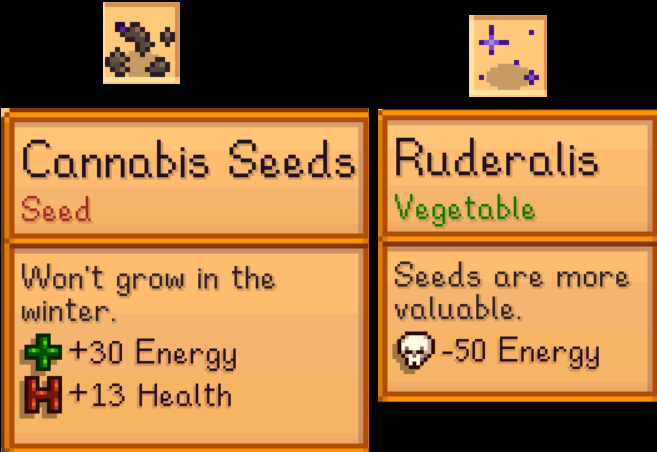 Cannabis Seeds
Seed
Won't grow in the
winter.
+30 Energy
+13 Health
Ruderalis
Vegetable
Seeds are more
valuable.
-50 Energy